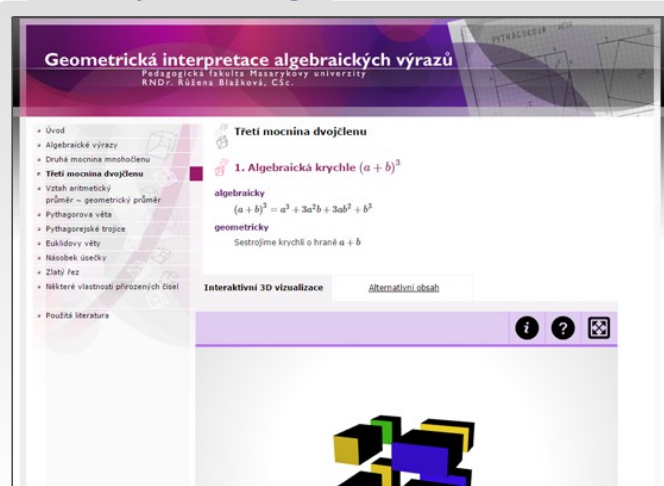 PYTHAGOROVA
Geometrická interpretace algebraických výrazů
Pedagogická fakulta Masarykovy univerzity
RNDr. Růžena Blažková, CSc.
Úvod
Algebraické výrazy
Druhá mocnina mnohočlenu
Třetí mocnina dvojčlenu
Vztah aritmetický
průměr ~ geometrický průměr
Pythagorova věta
Pythagorejské trojice
Euklidovy věty
Násobek úsečky
Zlatý řez
Některé vlastnosti přirozených čísel
Použitá literatura
Třetí mocnina dvojčlenu
1. Algebraická krychle (a + b)³
algebraicky
(a + b)³ = a³ + 3a²b + 3ab² + b³
geometricky
Sestrojíme krychli o hraně a + b
Interaktivní 3D vizualizace
Alternativní obsah
i ?